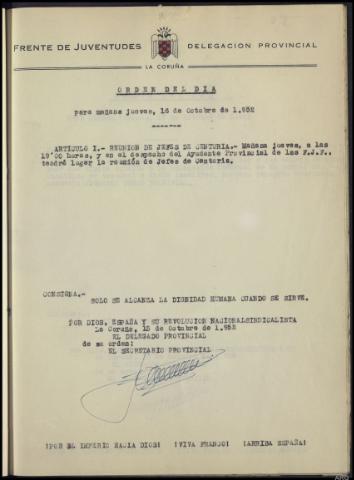 FRENTE DE JUVENTUDES DELEGACION PROVINCIAL
LA CORUÑA
ORDEN DEL DIA
para mañana jueves, 16 de Octubre de 1.952
ARTICULO I.- REUNION DE JEFES DE CENTURIA.- Mañana jueves, a las
19'00 horas, y en el despacho del Ayudante Provincial de las F.J.F.,
tendrá lugar la reunión de Jefes de Centuria.
CONSIGNA.-
SOLO SE ALCANZA LA DIGNIDAD HUMANA CUANDO SE SIRVE.
POR DIOS, ESPAÑA Y SU REVOLUCION NACIONALSINDICALISTA
La Coruña, 15 de Octubre de 1.952
EL DELEGADO PROVINCIAL
de su orden:
EL SECRETARIO PROVINCIAL
¡POR EL IMPERIO HACIA DIOS! ¡VIVA FRANCO! ¡ARRIBA ESPAÑA!